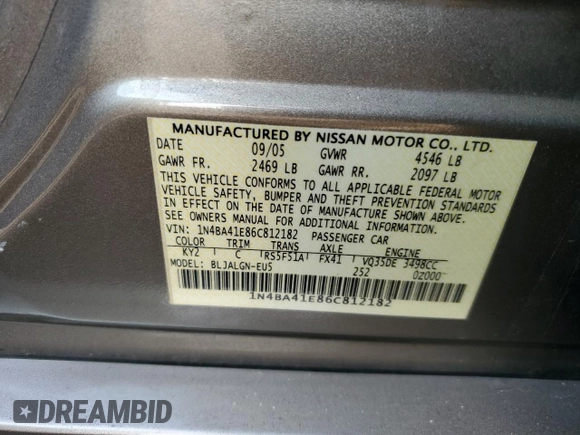 MANUFACTURED BY NISSAN MOTOR CO., LTD.
DATE 09/05 GVWR 4546 LB
GAWR FR. 2469 LB GAWR RR. 2097 LB
THIS VEHICLE CONFORMS TO ALL APPLICABLE FEDERAL MOTOR
VEHICLE SAFETY, BUMPER AND THEFT PREVENTION STANDARDS
IN EFFECT ON THE DATE OF MANUFACTURE SHOWN ABOVE.
SEE OWNERS MANUAL FOR ADDITIONAL INFORMATION
VIN: 1N4BA41E86C812182 PASSENGER CAR
COLOR TRIM TRANS AXLE ENGINE
KY2 C RS5F51A FX41 VQ35DE 3498CC
MODEL: BLJALGN-EU5 252 0Z000
1N4BA41E86C812182
DREAMBID